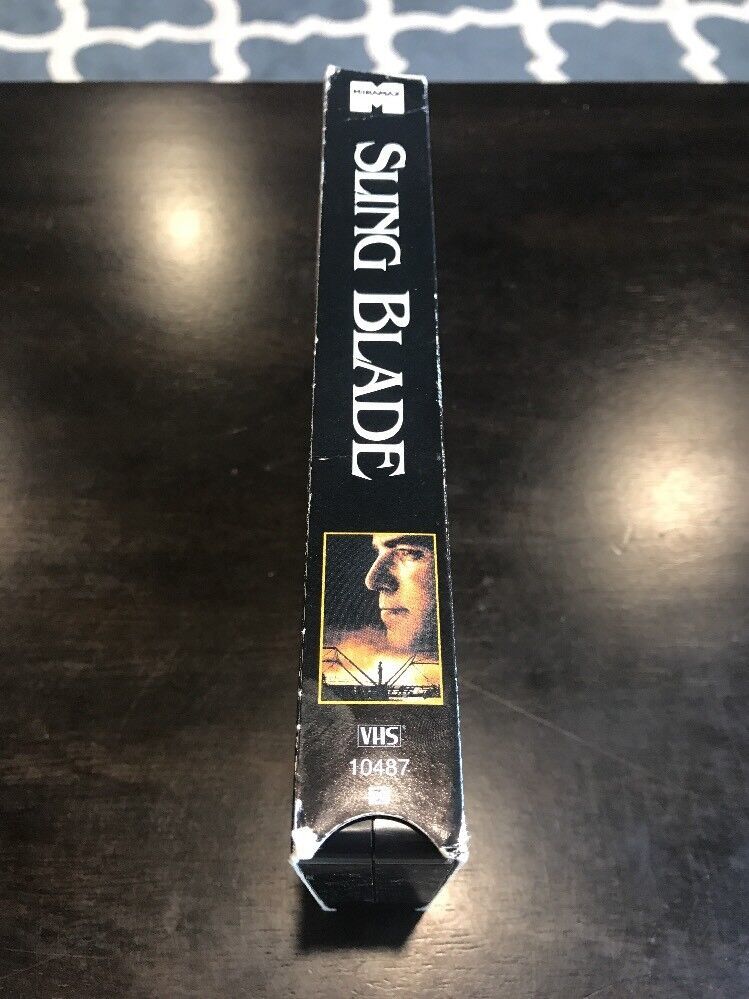 MIRAMAX
SLING BLADE
VHS
10487